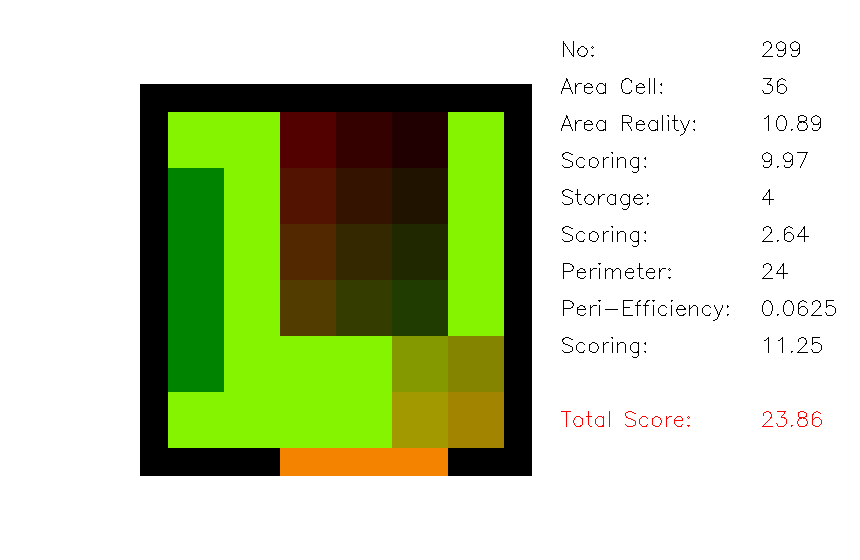 No: 299
Area Cell: 36
Area Reality: 10.89
Scoring: 9.97
Storage: 4
Scoring: 2.64
Perimeter: 24
Peri-Efficiency: 0.0625
Scoring: 11.25
Total Score: 23.86